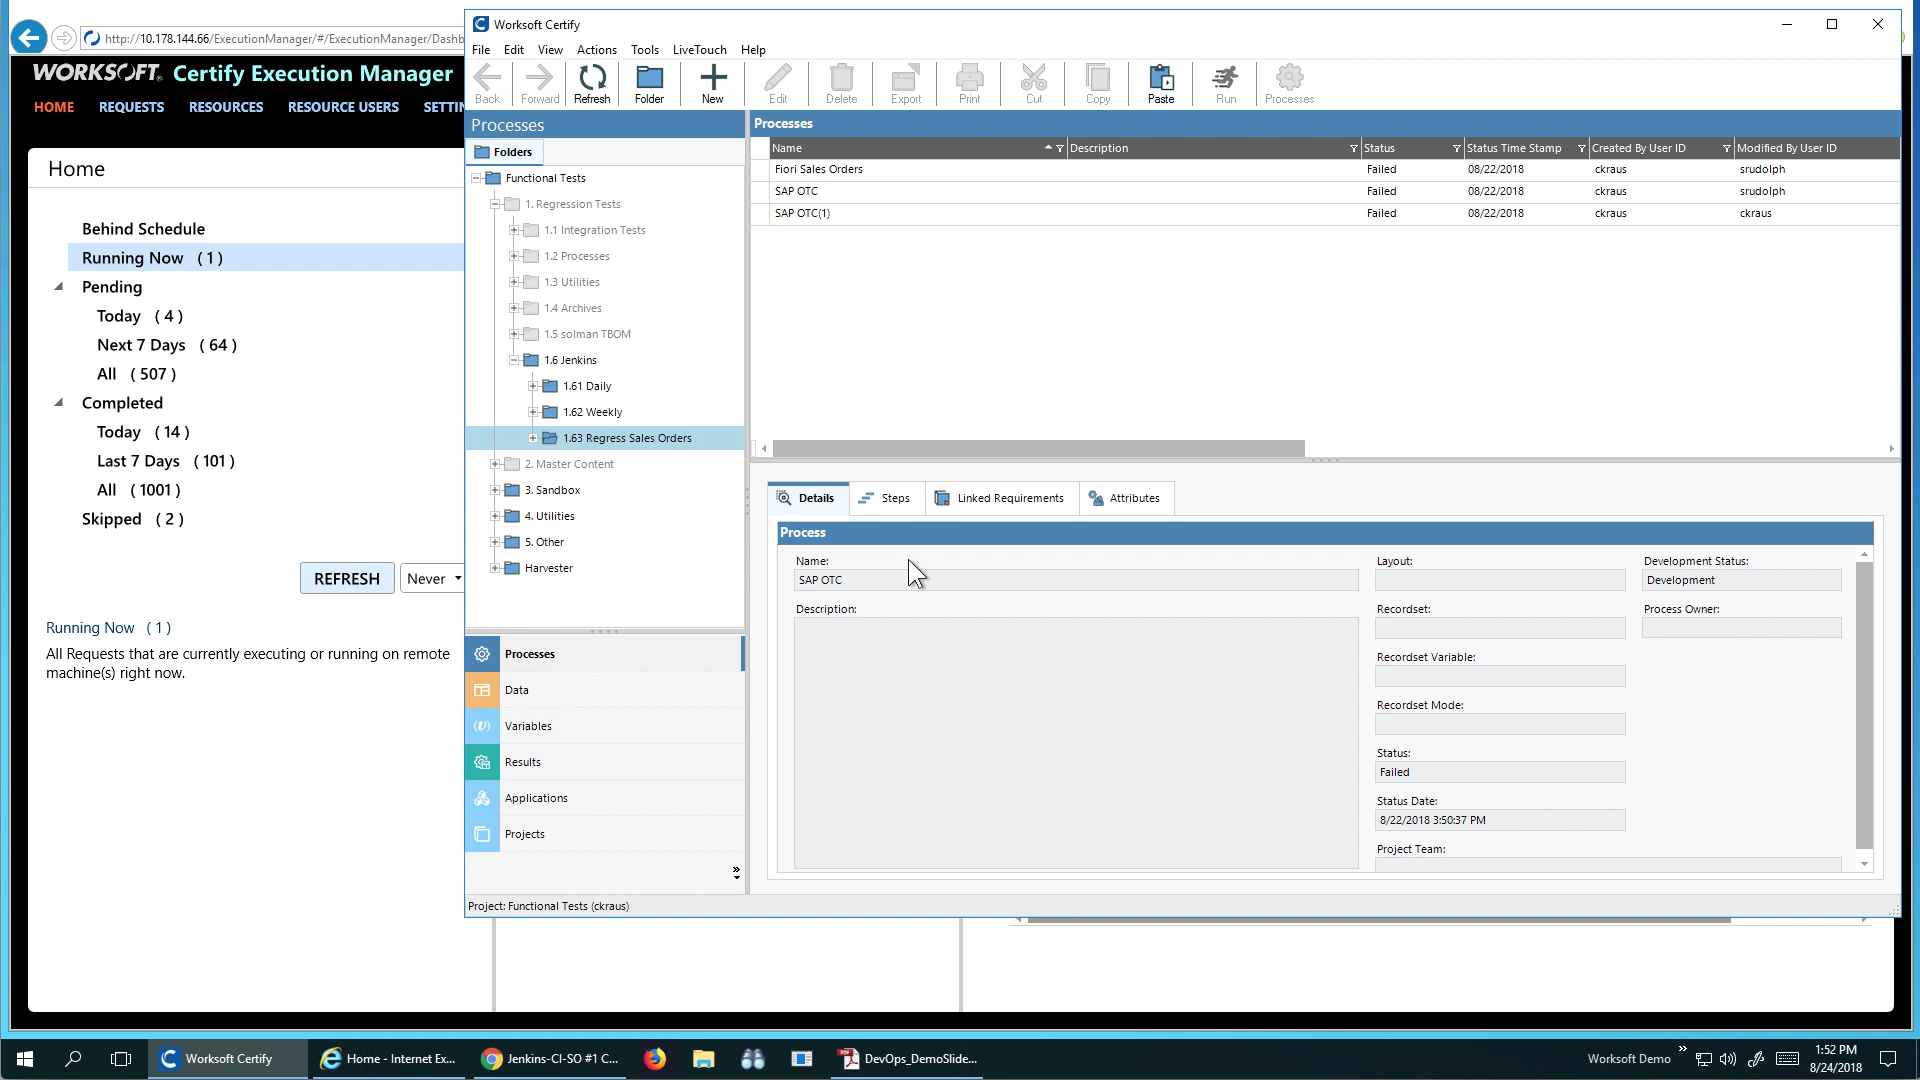 Worksoft Certify
http://10.178.144.66/ExecutionManager/#/ExecutionManager/Dashb
File Edit View Actions Tools LiveTouch Help
WORKSOFT. Certify Execution Manager
Back Forward Refresh Folder New Edit Delete Export Print Cut Copy Paste Run Processes
HOME REQUESTS RESOURCES RESOURCE USERS SETTIN
Processes
Folders
Functional Tests
1. Regression Tests
1.1 Integration Tests
1.2 Processes
1.3 Utilities
1.4 Archives
1.5 solman TBOM
1.6 Jenkins
1.61 Daily
1.62 Weekly
1.63 Regress Sales Orders
2. Master Content
3. Sandbox
4. Utilities
5. Other
Harvester
Processes
Name Description Status Status Time Stamp Created By User ID Modified By User ID
Fiori Sales Orders Failed 08/22/2018 ckraus srudolph
SAP OTC Failed 08/22/2018 ckraus srudolph
SAP OTC(1) Failed 08/22/2018 ckraus ckraus
Home
Behind Schedule
Running Now ( 1 )
Pending
Today ( 4 )
Next 7 Days ( 64 )
All ( 507 )
Completed
Today ( 14 )
Last 7 Days ( 101 )
All ( 1001 )
Skipped ( 2 )
REFRESH Never
Running Now ( 1 )
All Requests that are currently executing or running on remote
machine(s) right now.
Processes
Data
Variables
Results
Applications
Projects
Details Steps Linked Requirements Attributes
Process
Name:
SAP OTC
Description:
Layout:
Recordset:
Recordset Variable:
Recordset Mode:
Status:
Failed
Status Date:
8/22/2018 3:50:37 PM
Project Team:
Development Status:
Development
Process Owner:
Project: Functional Tests (ckraus)
Worksoft Certify Home - Internet Ex... Jenkins-CI-SO #1 C... DevOps_DemoSlide... Worksoft Demo
1:52 PM
8/24/2018